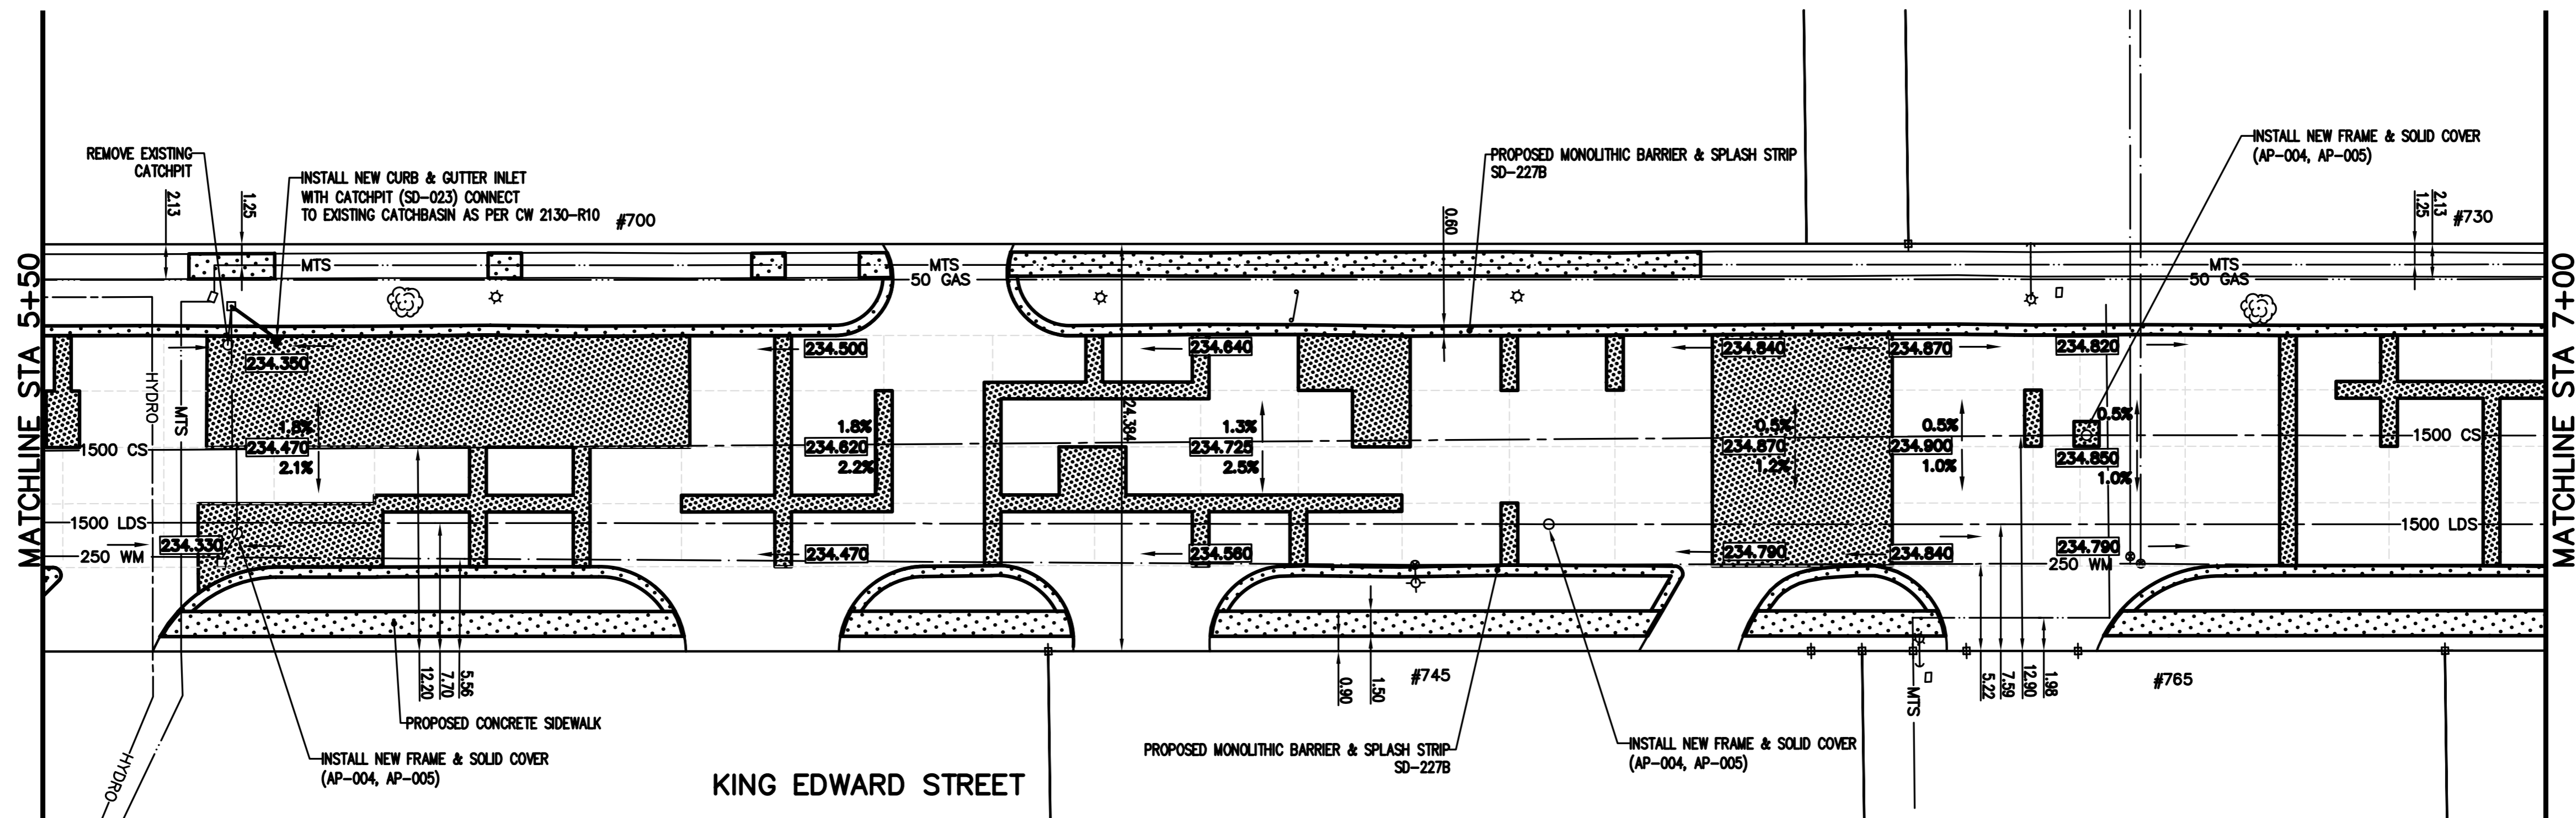 MATCHLINE STA 5+50
REMOVE EXISTING
CATCHPIT
2.13
1.25
INSTALL NEW CURB & GUTTER INLET
WITH CATCHPIT (SD-023) CONNECT
TO EXISTING CATCHBASIN AS PER CW 2130-R10
#700
PROPOSED MONOLITHIC BARRIER & SPLASH STRIP
SD-227B
0.60
INSTALL NEW FRAME & SOLID COVER
(AP-004, AP-005)
1.25
2.13
#730
MATCHLINE STA 7+00
MTS
MTS
50 GAS
MTS
50 GAS
234.350
234.500
234.640
234.840
234.870
234.820
HYDRO
MTS
24.384
1.8%
1.8%
1.3%
0.5%
0.5%
0.5%
1500 CS
234.470
234.620
234.725
234.870
234.900
234.850
1500 CS
2.1%
2.2%
2.5%
1.2%
1.0%
1.0%
1500 LDS
1500 LDS
234.330
250 WM
234.470
234.560
234.790
234.840
234.790
250 WM
12.20
7.70
5.56
0.90
1.50
#745
MTS
5.22
7.59
12.90
1.98
#765
PROPOSED CONCRETE SIDEWALK
INSTALL NEW FRAME & SOLID COVER
(AP-004, AP-005)
HYDRO
KING EDWARD STREET
PROPOSED MONOLITHIC BARRIER & SPLASH STRIP
SD-227B
INSTALL NEW FRAME & SOLID COVER
(AP-004, AP-005)